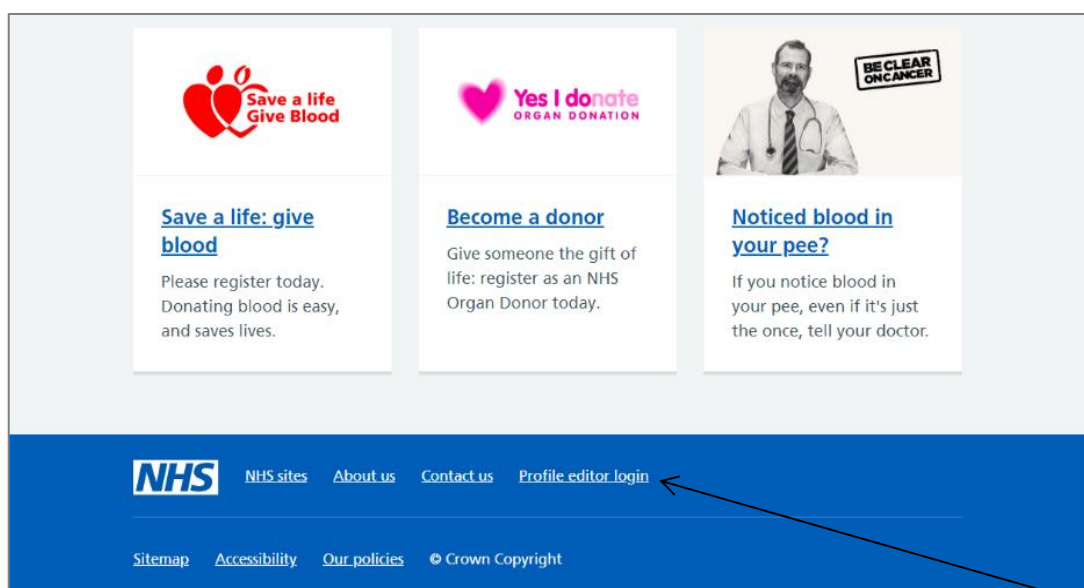 Save a life
Give Blood
Yes I donate
ORGAN DONATION
BE CLEAR
ON CANCER
Save a life: give
blood
Please register today.
Donating blood is easy,
and saves lives.
Become a donor
Give someone the gift of
life: register as an NHS
Organ Donor today.
Noticed blood in
your pee?
If you notice blood in
your pee, even if it's just
the once, tell your doctor.
NHS NHS sites About us Contact us Profile editor login
Sitemap Accessibility Our policies © Crown Copyright